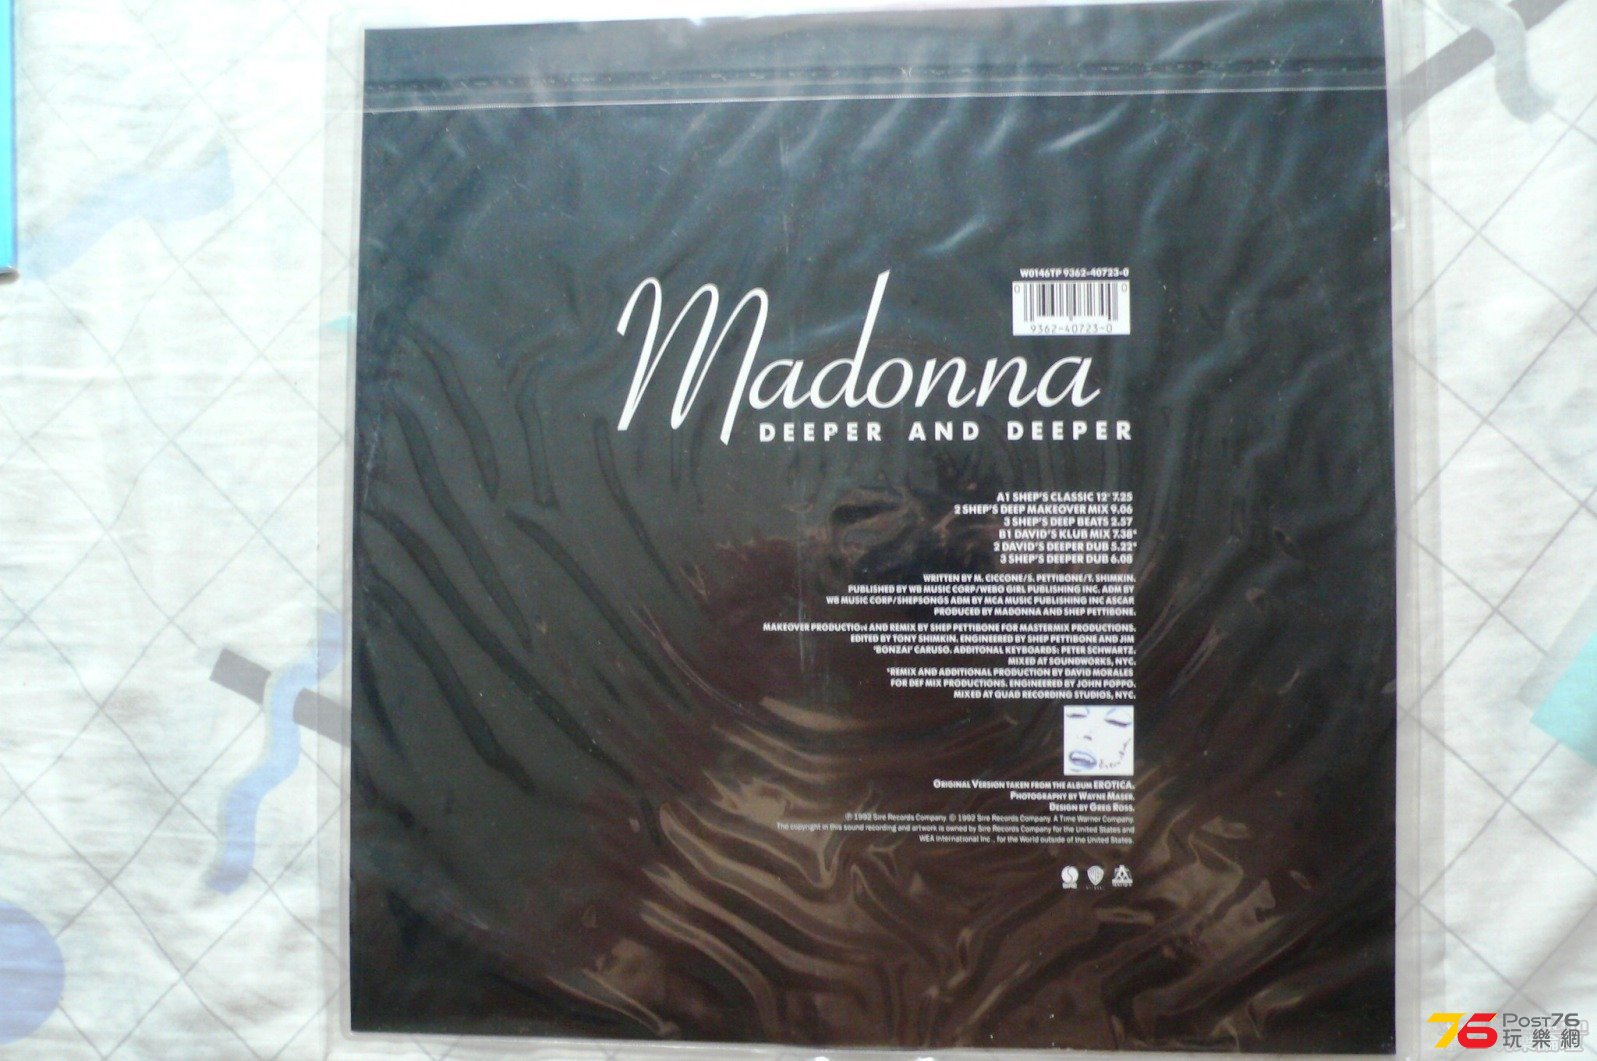 W0146TP 9362-40723-0
0 0
9362-40723-0
Madonna
DEEPER AND DEEPER
A1 SHEP'S CLASSIC 12" 7.25
2 SHEP'S DEEP MAKEOVER MIX 9.06
3 SHEP'S DEEP BEATS 2.57
B1 DAVID'S KLUB MIX 7.38*
2 DAVID'S DEEPER DUB 5.22*
3 SHEP'S DEEPER DUB 6.08
WRITTEN BY M. CICCONE/S. PETTIBONE/T. SHIMKIN.
PUBLISHED BY WB MUSIC CORP/WEBO GIRL PUBLISHING INC. ADM BY
WB MUSIC CORP/SHEPSONGS ADM BY MCA MUSIC PUBLISHING INC ASCAR
PRODUCED BY MADONNA AND SHEP PETTIBONE.
MAKEOVER PRODUCTION AND REMIX BY SHEP PETTIBONE FOR MASTERMIX PRODUCTIONS.
EDITED BY TONY SHIMKIN. ENGINEERED BY SHEP PETTIBONE AND JIM
'BONZAI' CARUSO. ADDITONAL KEYBOARDS: PETER SCHWARTZ.
MIXED AT SOUNDWORKS, NYC.
*REMIX AND ADDITIONAL PRODUCTION BY DAVID MORALES
FOR DEF MIX PRODUCTIONS. ENGINEERED BY JOHN POPPO.
MIXED AT QUAD RECORDING STUDIOS, NYC.
ORIGINAL VERSION TAKEN FROM THE ALBUM EROTICA.
PHOTOGRAPHY BY WAYNE MASER.
DESIGN BY GREG ROSS.
℗ 1992 Sire Records Company. © 1992 Sire Records Company. A Time Warner Company
The copyright in this sound recording and artwork is owned by Sire Records Company for the United States and
WEA International Inc., for the World outside of the United States.
76 Post76
玩樂網